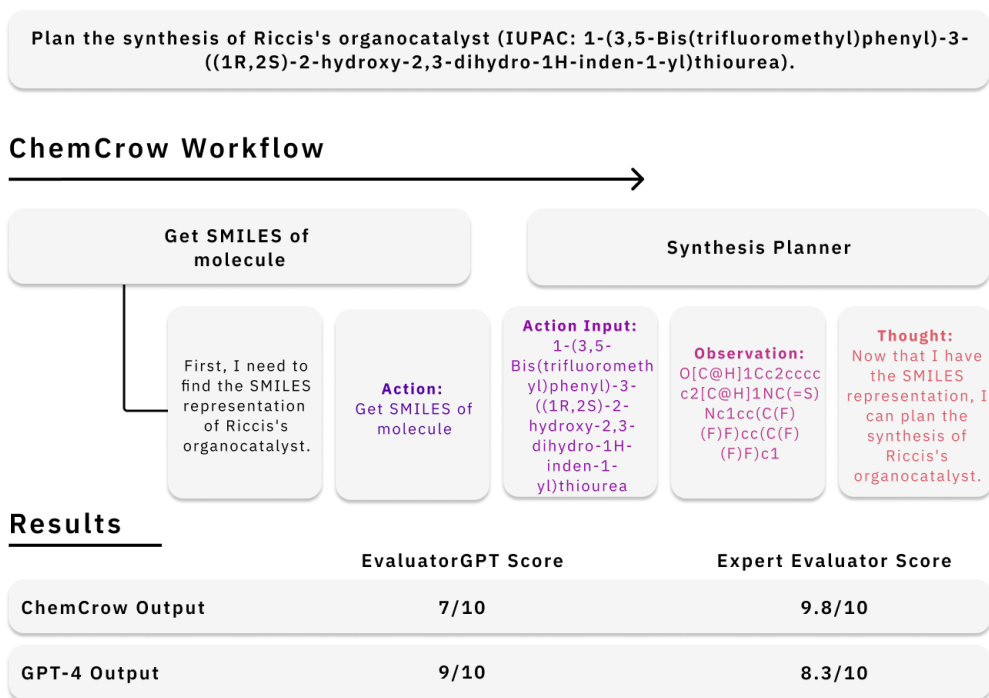 Plan the synthesis of Riccis's organocatalyst (IUPAC: 1-(3,5-Bis(trifluoromethyl)phenyl)-3-
((1R,2S)-2-hydroxy-2,3-dihydro-1H-inden-1-yl)thiourea).
ChemCrow Workflow
Get SMILES of
molecule
Synthesis Planner
First, I need to
find the SMILES
representation
of Riccis's
organocatalyst.
Action:
Get SMILES of
molecule
Action Input:
1-(3,5-
Bis(trifluorometh
yl)phenyl)-3-
((1R,2S)-2-
hydroxy-2,3-
dihydro-1H-
inden-1-
yl)thiourea
Observation:
O[C@H]1Cc2cccc
c2[C@H]1NC(=S)
Nc1cc(C(F)
(F)F)cc(C(F)
(F)F)c1
Thought:
Now that I have
the SMILES
representation, I
can plan the
synthesis of
Riccis's
organocatalyst.
Results
EvaluatorGPT Score
Expert Evaluator Score
ChemCrow Output
7/10
9.8/10
GPT-4 Output
9/10
8.3/10